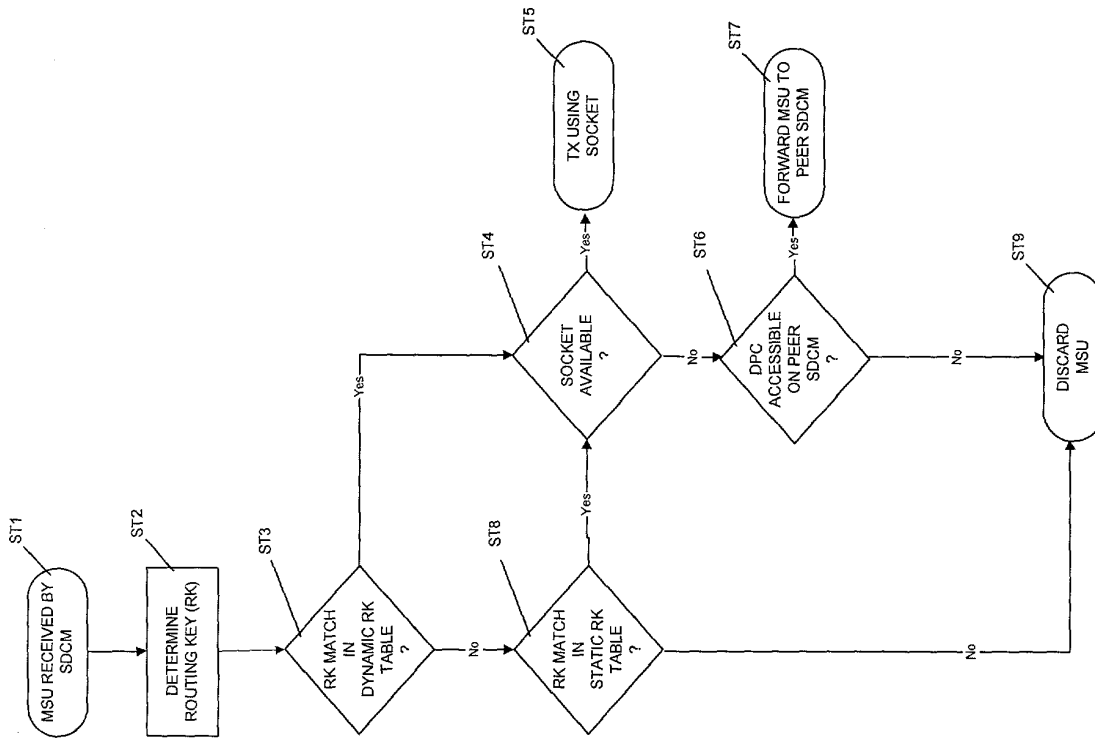 ST1
MSU RECEIVED BY
SDCM
ST2
DETERMINE
ROUTING KEY (RK)
ST3
RK MATCH
IN
DYNAMIC RK
TABLE
?
Yes
No
ST8
RK MATCH
IN
STATIC RK
TABLE
?
Yes
No
ST4
SOCKET
AVAILABLE
?
Yes
No
ST5
TX USING
SOCKET
ST6
DPC
ACCESSIBLE
ON PEER
SDCM
?
Yes
No
ST7
FORWARD MSU TO
PEER SDCM
ST9
DISCARD
MSU